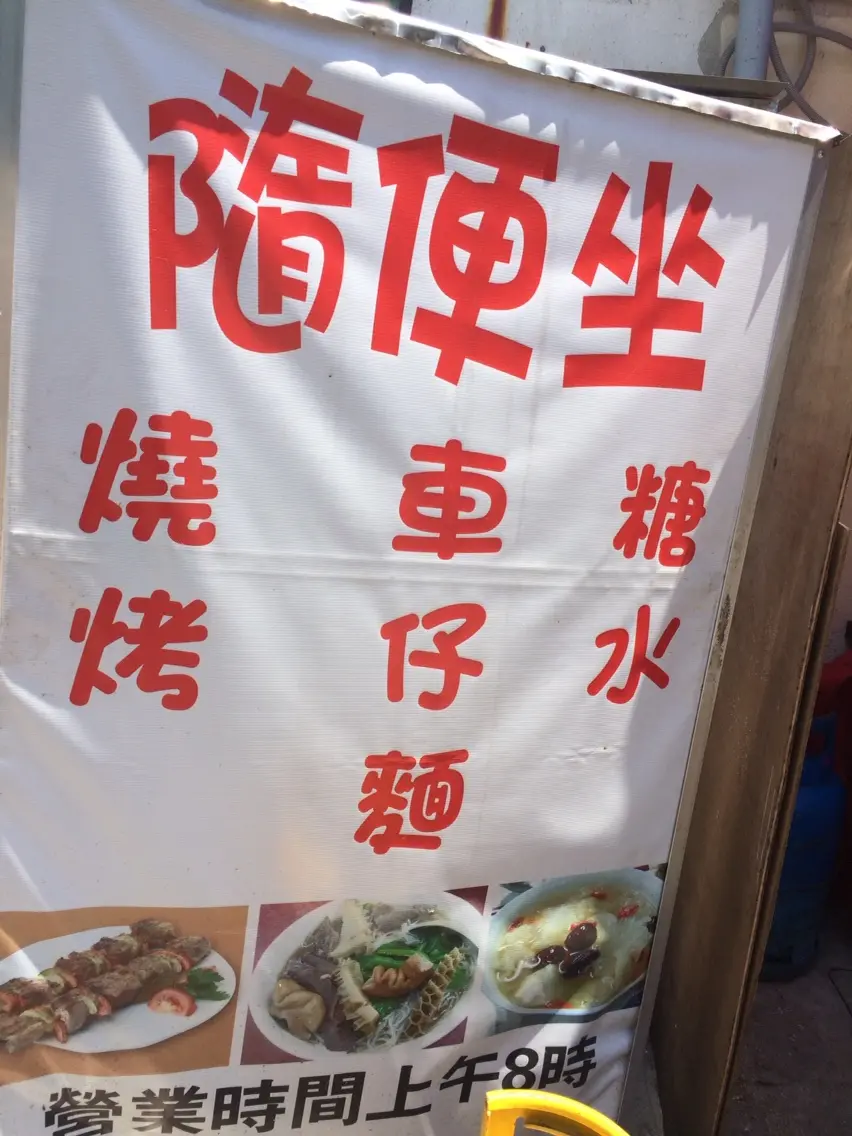 隨便坐
糖水
車仔麵
燒烤
營業時間上午8時